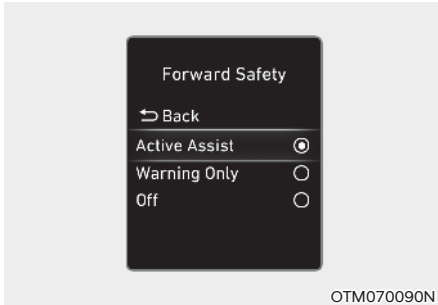 Forward Safety
Back
Active Assist
Warning Only
Off
OTM070090N